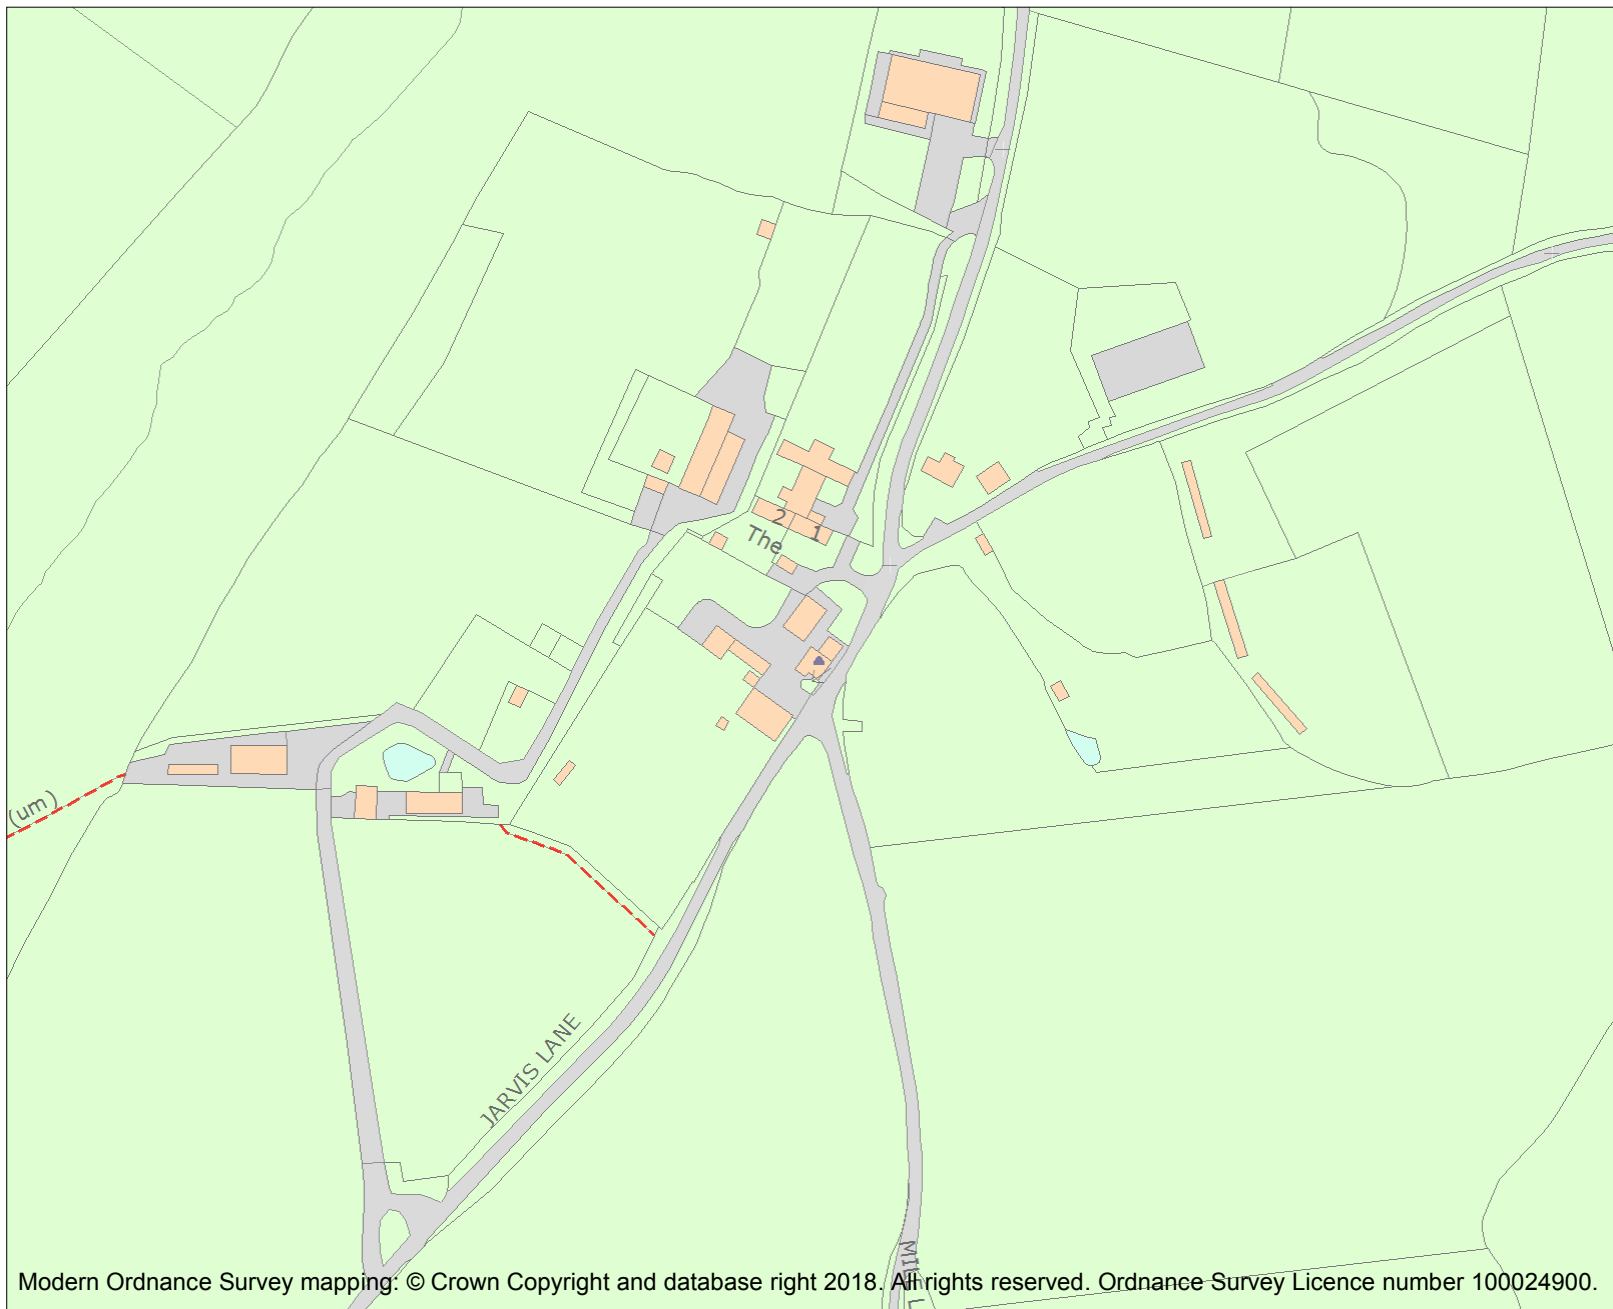 2
1
The
(um)
JARVIS LANE
Modern Ordnance Survey mapping: © Crown Copyright and database right 2018. All rights reserved. Ordnance Survey Licence number 100024900.